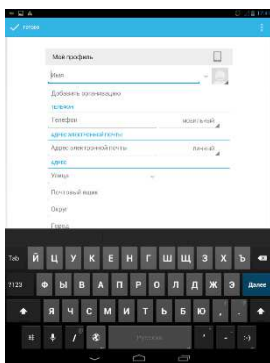 ГОТОВО
Мой профиль
Имя
Добавить организацию
ТЕЛЕФОН
Телефон мобильный
АДРЕС ЭЛЕКТРОННОЙ ПОЧТЫ
Адрес электронной почты личный
АДРЕС
Улица
Почтовый ящик
Округ
Город
Tab Й Ц У К Е Н Г Ш Щ З Х Ъ
?123 Ф Ы В А П Р О Л Д Ж Э Далее
Я Ч С М И Т Ь Б Ю , .
/ Русский ' - :-)